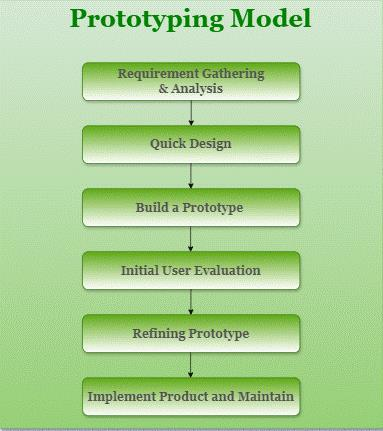 Prototyping Model
Requirement Gathering
& Analysis
Quick Design
Build a Prototype
Initial User Evaluation
Refining Prototype
Implement Product and Maintain